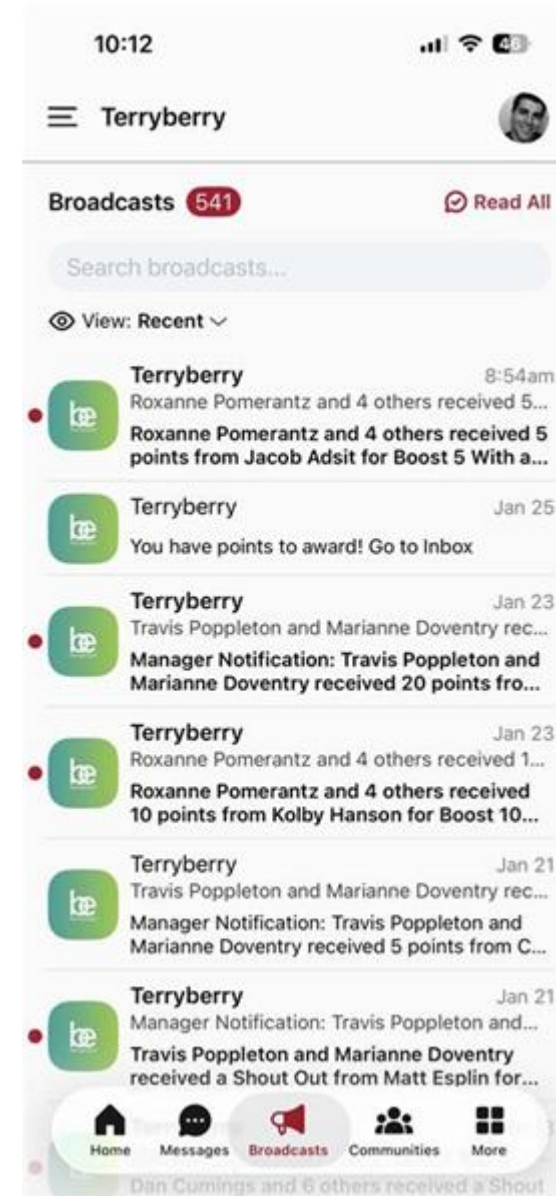 10:12
46
Terryberry
Broadcasts 541
Read All
Search broadcasts...
View: Recent
Terryberry 8:54am
Roxanne Pomerantz and 4 others received 5...
Roxanne Pomerantz and 4 others received 5
points from Jacob Adsit for Boost 5 With a...
be
Terryberry Jan 25
You have points to award! Go to Inbox
be
Terryberry Jan 23
Travis Poppleton and Marianne Doventry rec...
Manager Notification: Travis Poppleton and
Marianne Doventry received 20 points fro...
be
Terryberry Jan 23
Roxanne Pomerantz and 4 others received 1...
Roxanne Pomerantz and 4 others received
10 points from Kolby Hanson for Boost 10...
be
Terryberry Jan 21
Travis Poppleton and Marianne Doventry rec...
Manager Notification: Travis Poppleton and
Marianne Doventry received 5 points from C...
be
Terryberry Jan 21
Manager Notification: Travis Poppleton and...
Travis Poppleton and Marianne Doventry
received a Shout Out from Matt Esplin for...
be
Home Messages Broadcasts Communities More
Dan Cumings and 6 others received a Shout